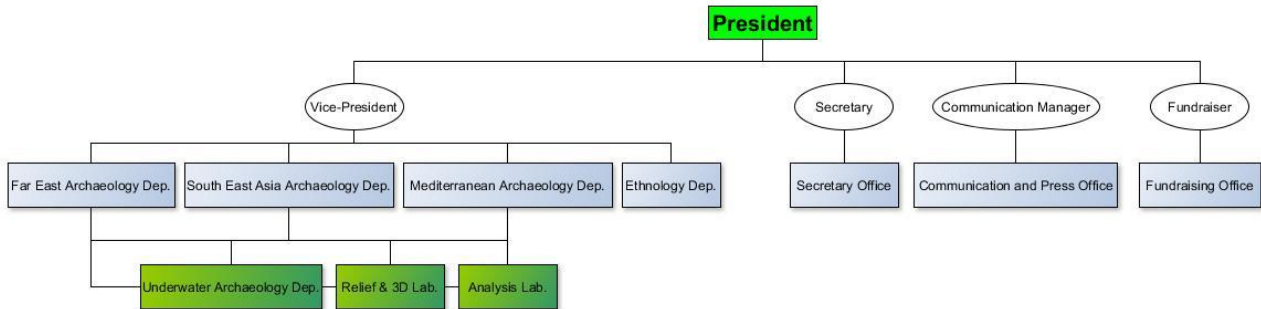 President
Vice-President
Secretary
Communication Manager
Fundraiser
Far East Archaeology Dep.
South East Asia Archaeology Dep.
Mediterranean Archaeology Dep.
Ethnology Dep.
Secretary Office
Communication and Press Office
Fundraising Office
Underwater Archaeology Dep.
Relief & 3D Lab.
Analysis Lab.